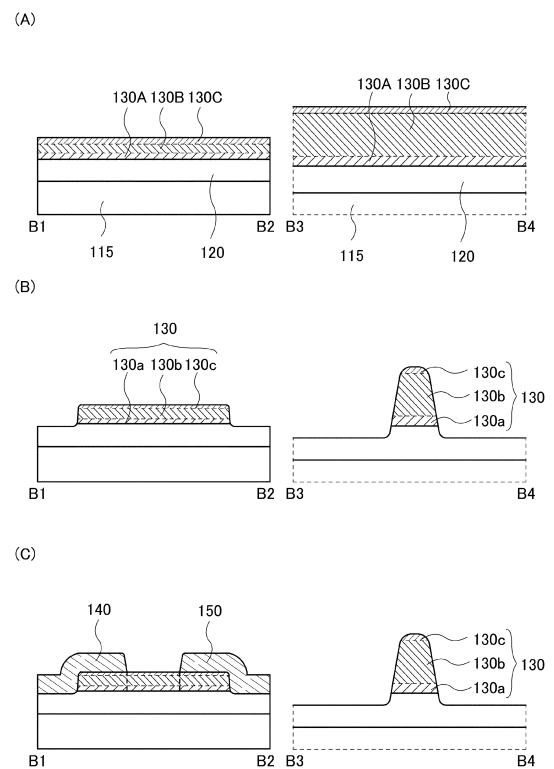 (A)
130A 130B 130C
130A 130B 130C
B1 B2 B3 B4
115 120 115 120
(B)
130
130a 130b 130c
130c
130b 130
130a
B1 B2 B3 B4
(C)
140 150
130c
130b 130
130a
B1 B2 B3 B4